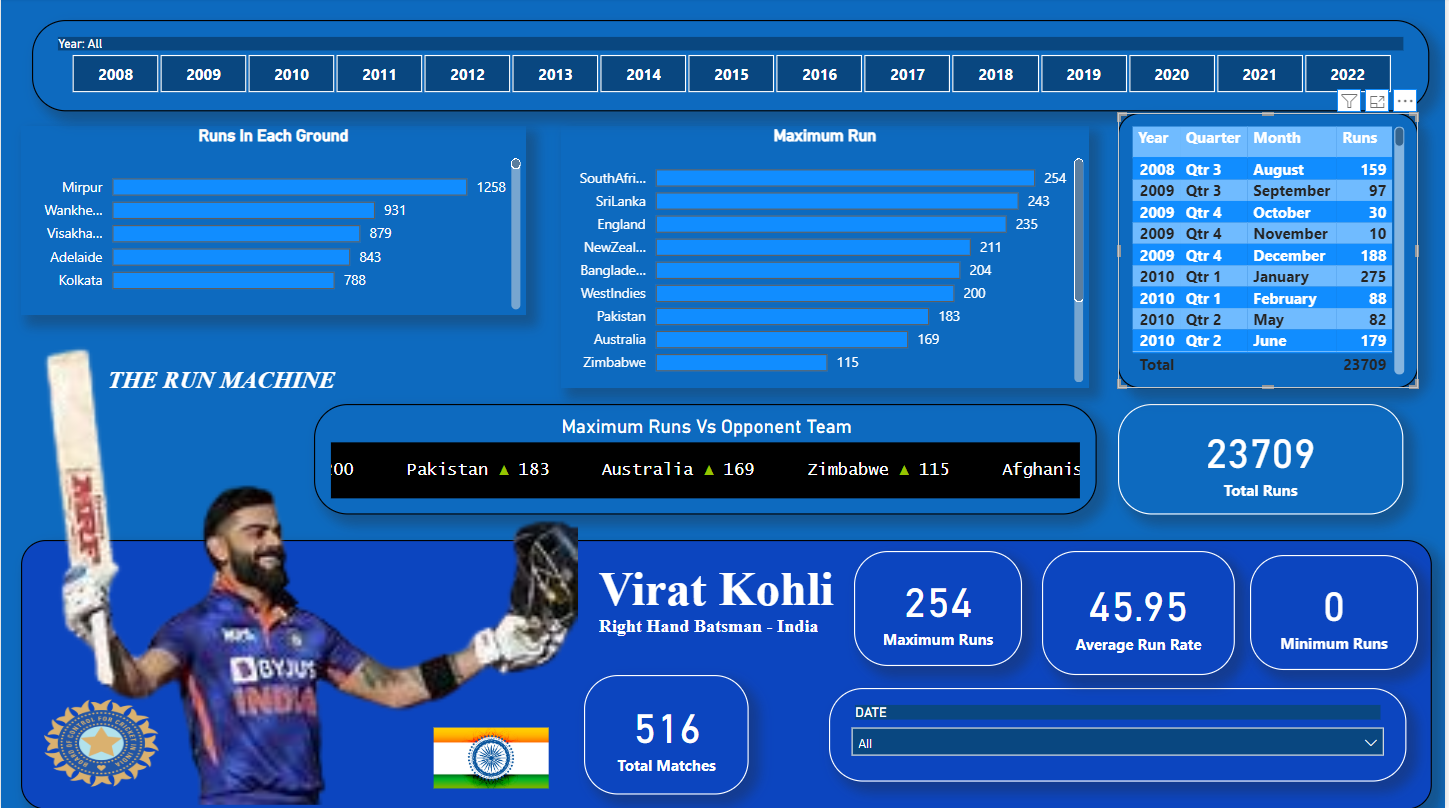 Year: All
2008 2009 2010 2011 2012 2013 2014 2015 2016 2017 2018 2019 2020 2021 2022
Runs In Each Ground
Mirpur 1258
Wankhe... 931
Visakha... 879
Adelaide 843
Kolkata 788
Maximum Run
SouthAfri... 254
SriLanka 243
England 235
NewZeal... 211
Banglade... 204
WestIndies 200
Pakistan 183
Australia 169
Zimbabwe 115
Year Quarter Month Runs
2008 Qtr 3 August 159
2009 Qtr 3 September 97
2009 Qtr 4 October 30
2009 Qtr 4 November 10
2009 Qtr 4 December 188
2010 Qtr 1 January 275
2010 Qtr 1 February 88
2010 Qtr 2 May 82
2010 Qtr 2 June 179
Total 23709
THE RUN MACHINE
Maximum Runs Vs Opponent Team
00 Pakistan ▲ 183 Australia ▲ 169 Zimbabwe ▲ 115 Afghanis
23709
Total Runs
MRF
Virat Kohli
Right Hand Batsman - India
254
Maximum Runs
45.95
Average Run Rate
0
Minimum Runs
BYJU'S
INDIA
516
Total Matches
DATE
All